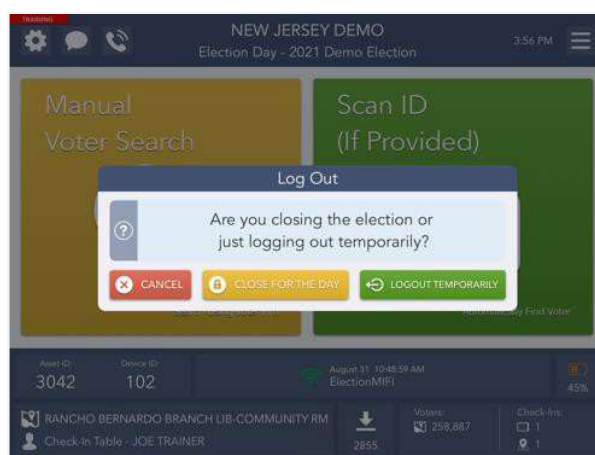 TRAINING
NEW JERSEY DEMO
Election Day - 2021 Demo Election
3:56 PM
Manual
Voter Search
Scan ID
(If Provided)
Log Out
Are you closing the election or
just logging out temporarily?
CANCEL
CLOSE FOR THE DAY
LOGOUT TEMPORARILY
Find Voter
Asset ID:
3042
Device ID:
102
August 31 10:48:59 AM
ElectionMIFI
45%
RANCHO BERNARDO BRANCH LIB-COMMUNITY RM
Check-In Table - JOE TRAINER
2855
Voters:
258,887
Check-Ins:
1
1